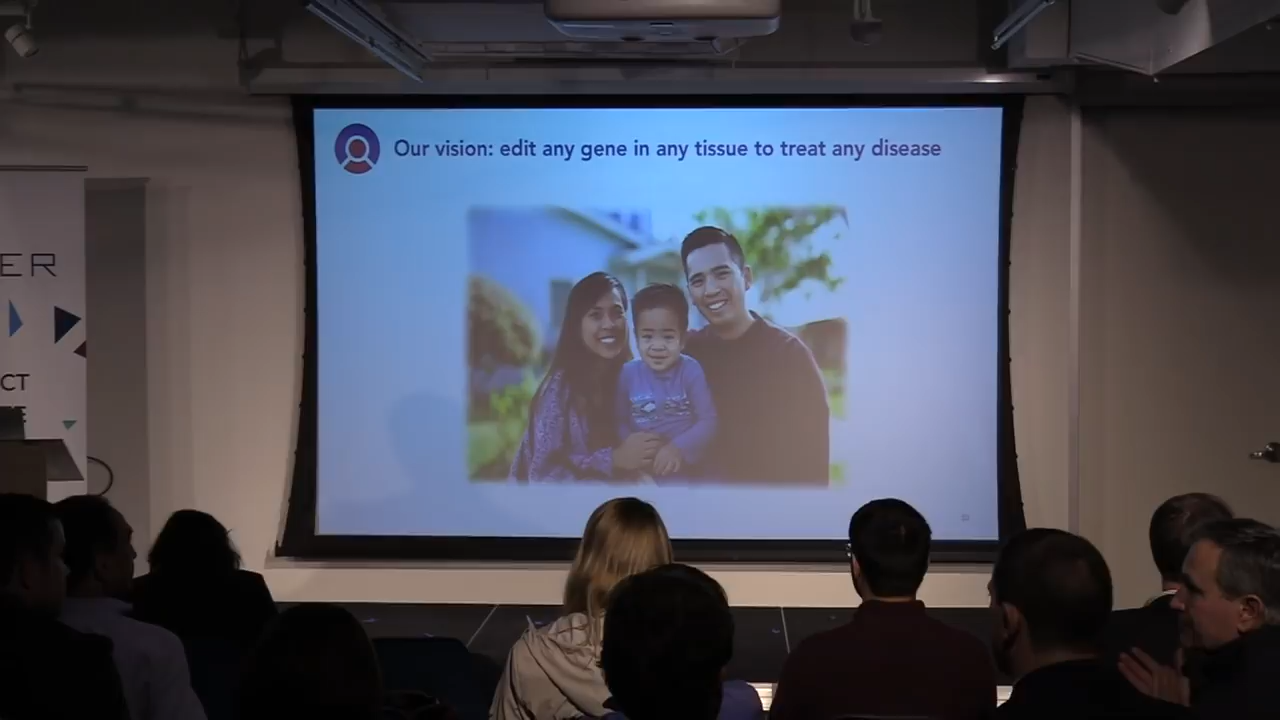 Our vision: edit any gene in any tissue to treat any disease
ER
CT
E